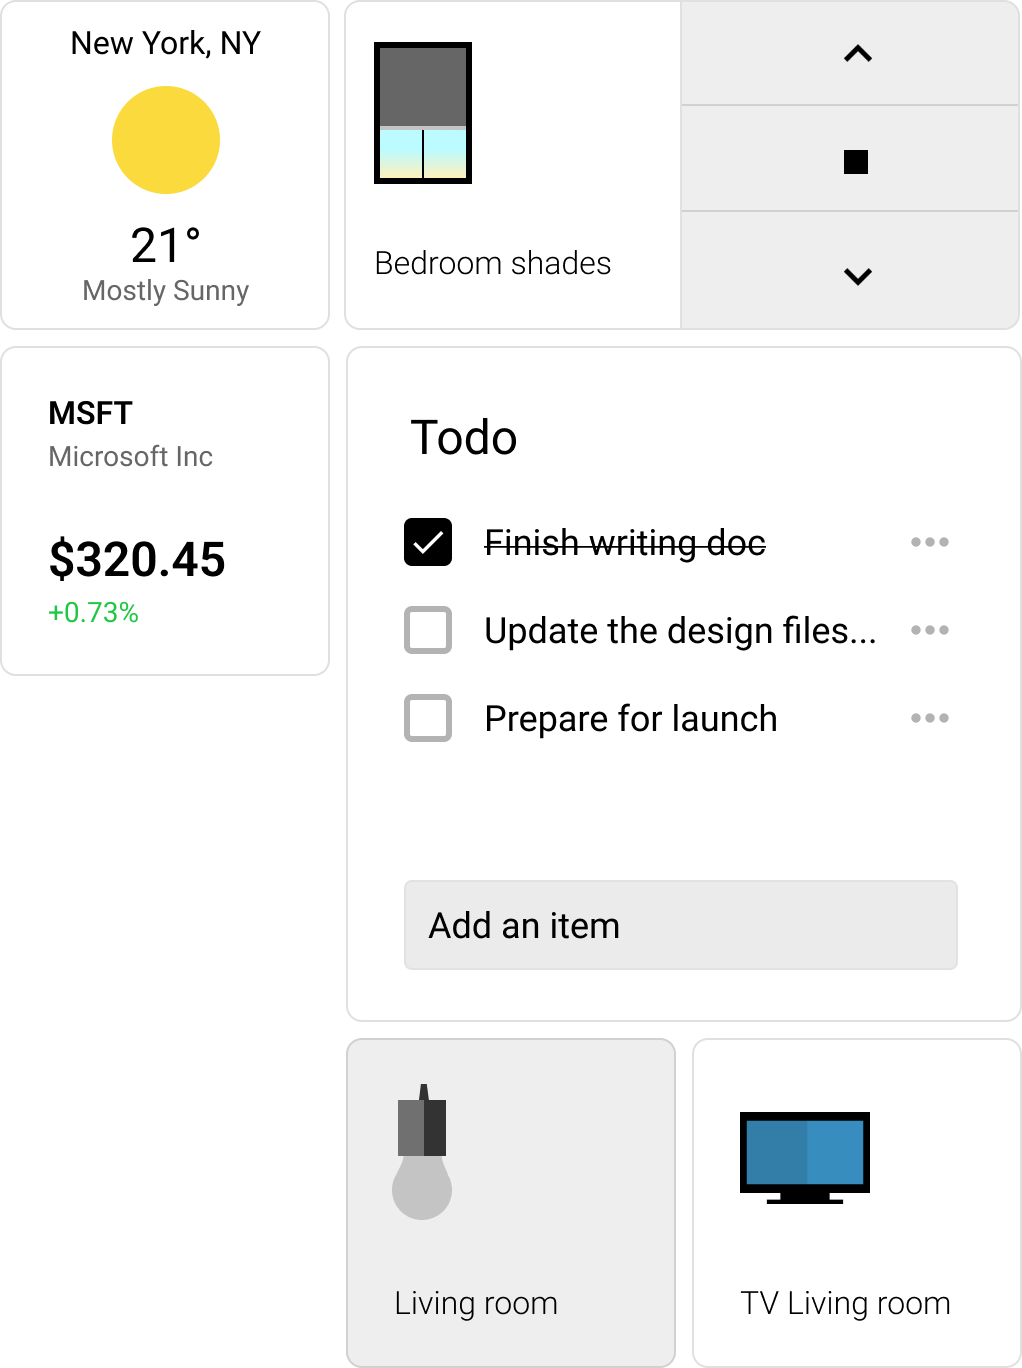 New York, NY
21°
Mostly Sunny
Bedroom shades
MSFT
Microsoft Inc
$320.45
+0.73%
Todo
Finish writing doc
Update the design files...
Prepare for launch
Add an item
Living room
TV Living room